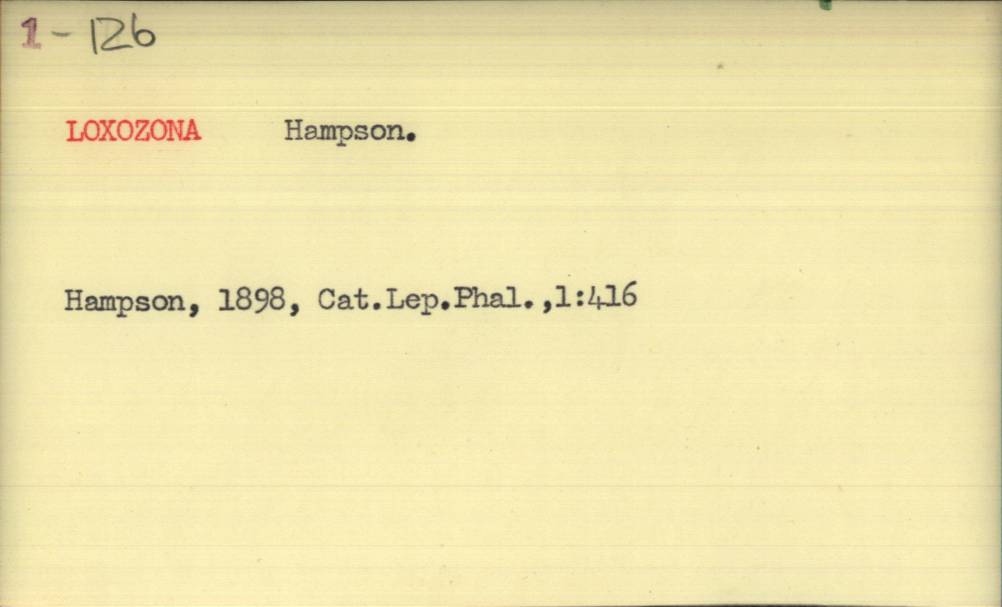 1-126
LOXOZONA Hampson.
Hampson, 1898, Cat.Lep.Phal.,1:416